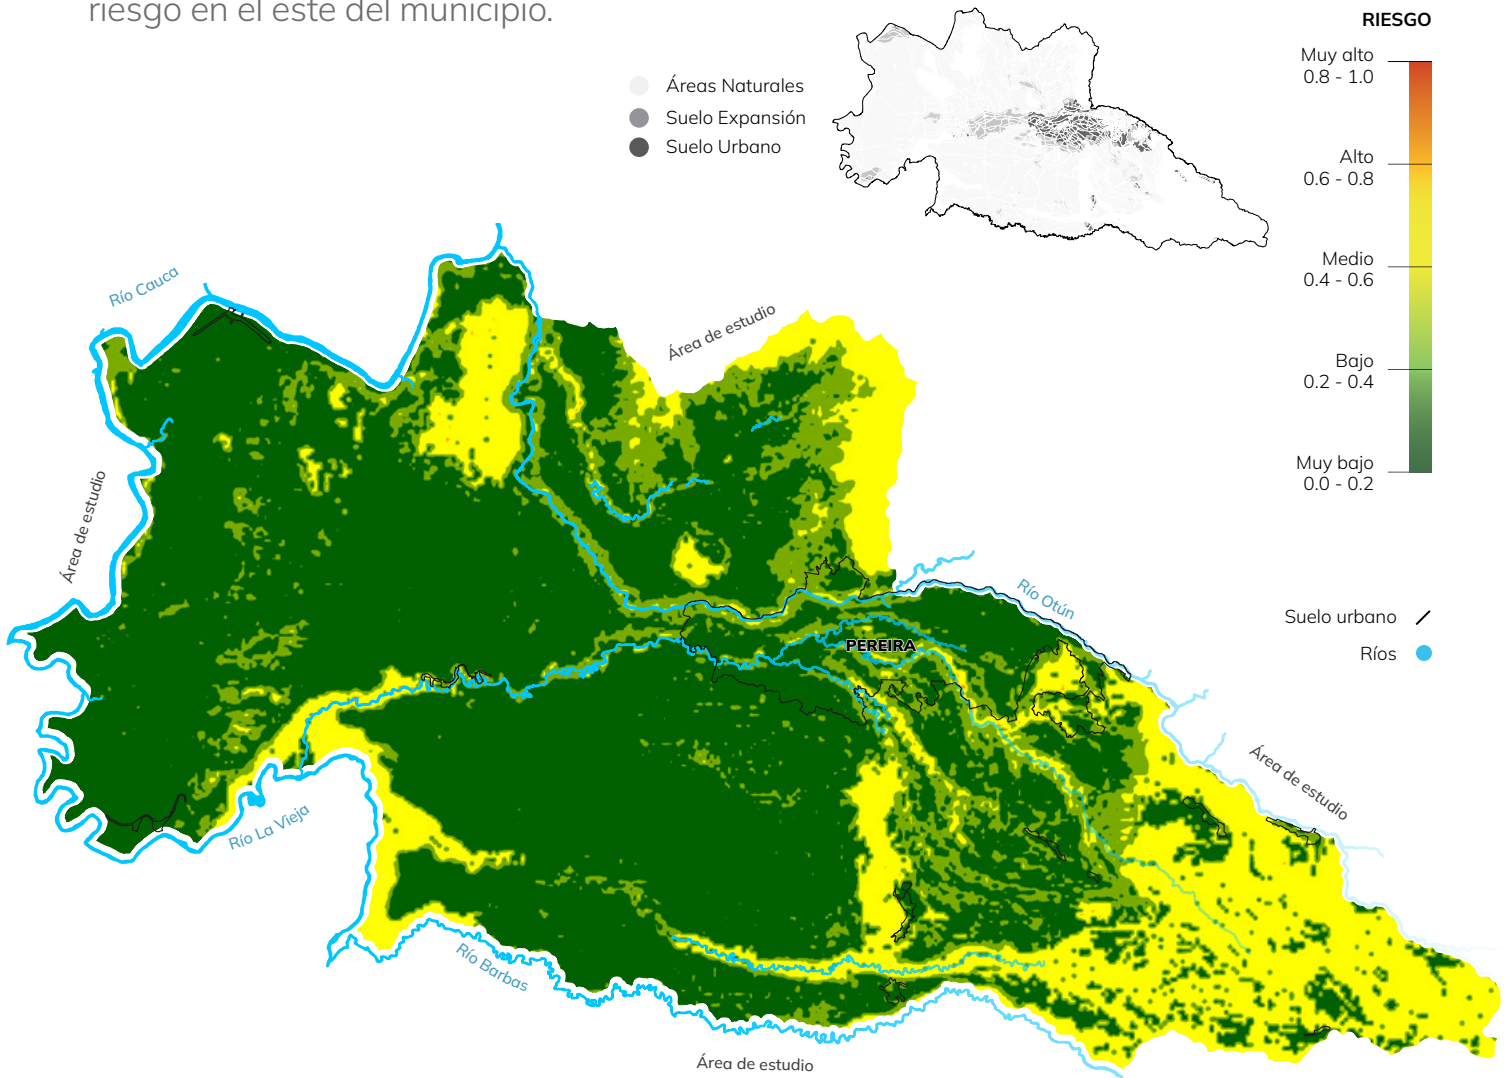 riesgo en el este del municipio.
Áreas Naturales
Suelo Expansión
Suelo Urbano
RIESGO
Muy alto
0.8 - 1.0
Alto
0.6 - 0.8
Medio
0.4 - 0.6
Bajo
0.2 - 0.4
Muy bajo
0.0 - 0.2
Río Cauca
Área de estudio
Área de estudio
Río Otún
Suelo urbano
Ríos
PEREIRA
Área de estudio
Río La Vieja
Río Barbas
Área de estudio